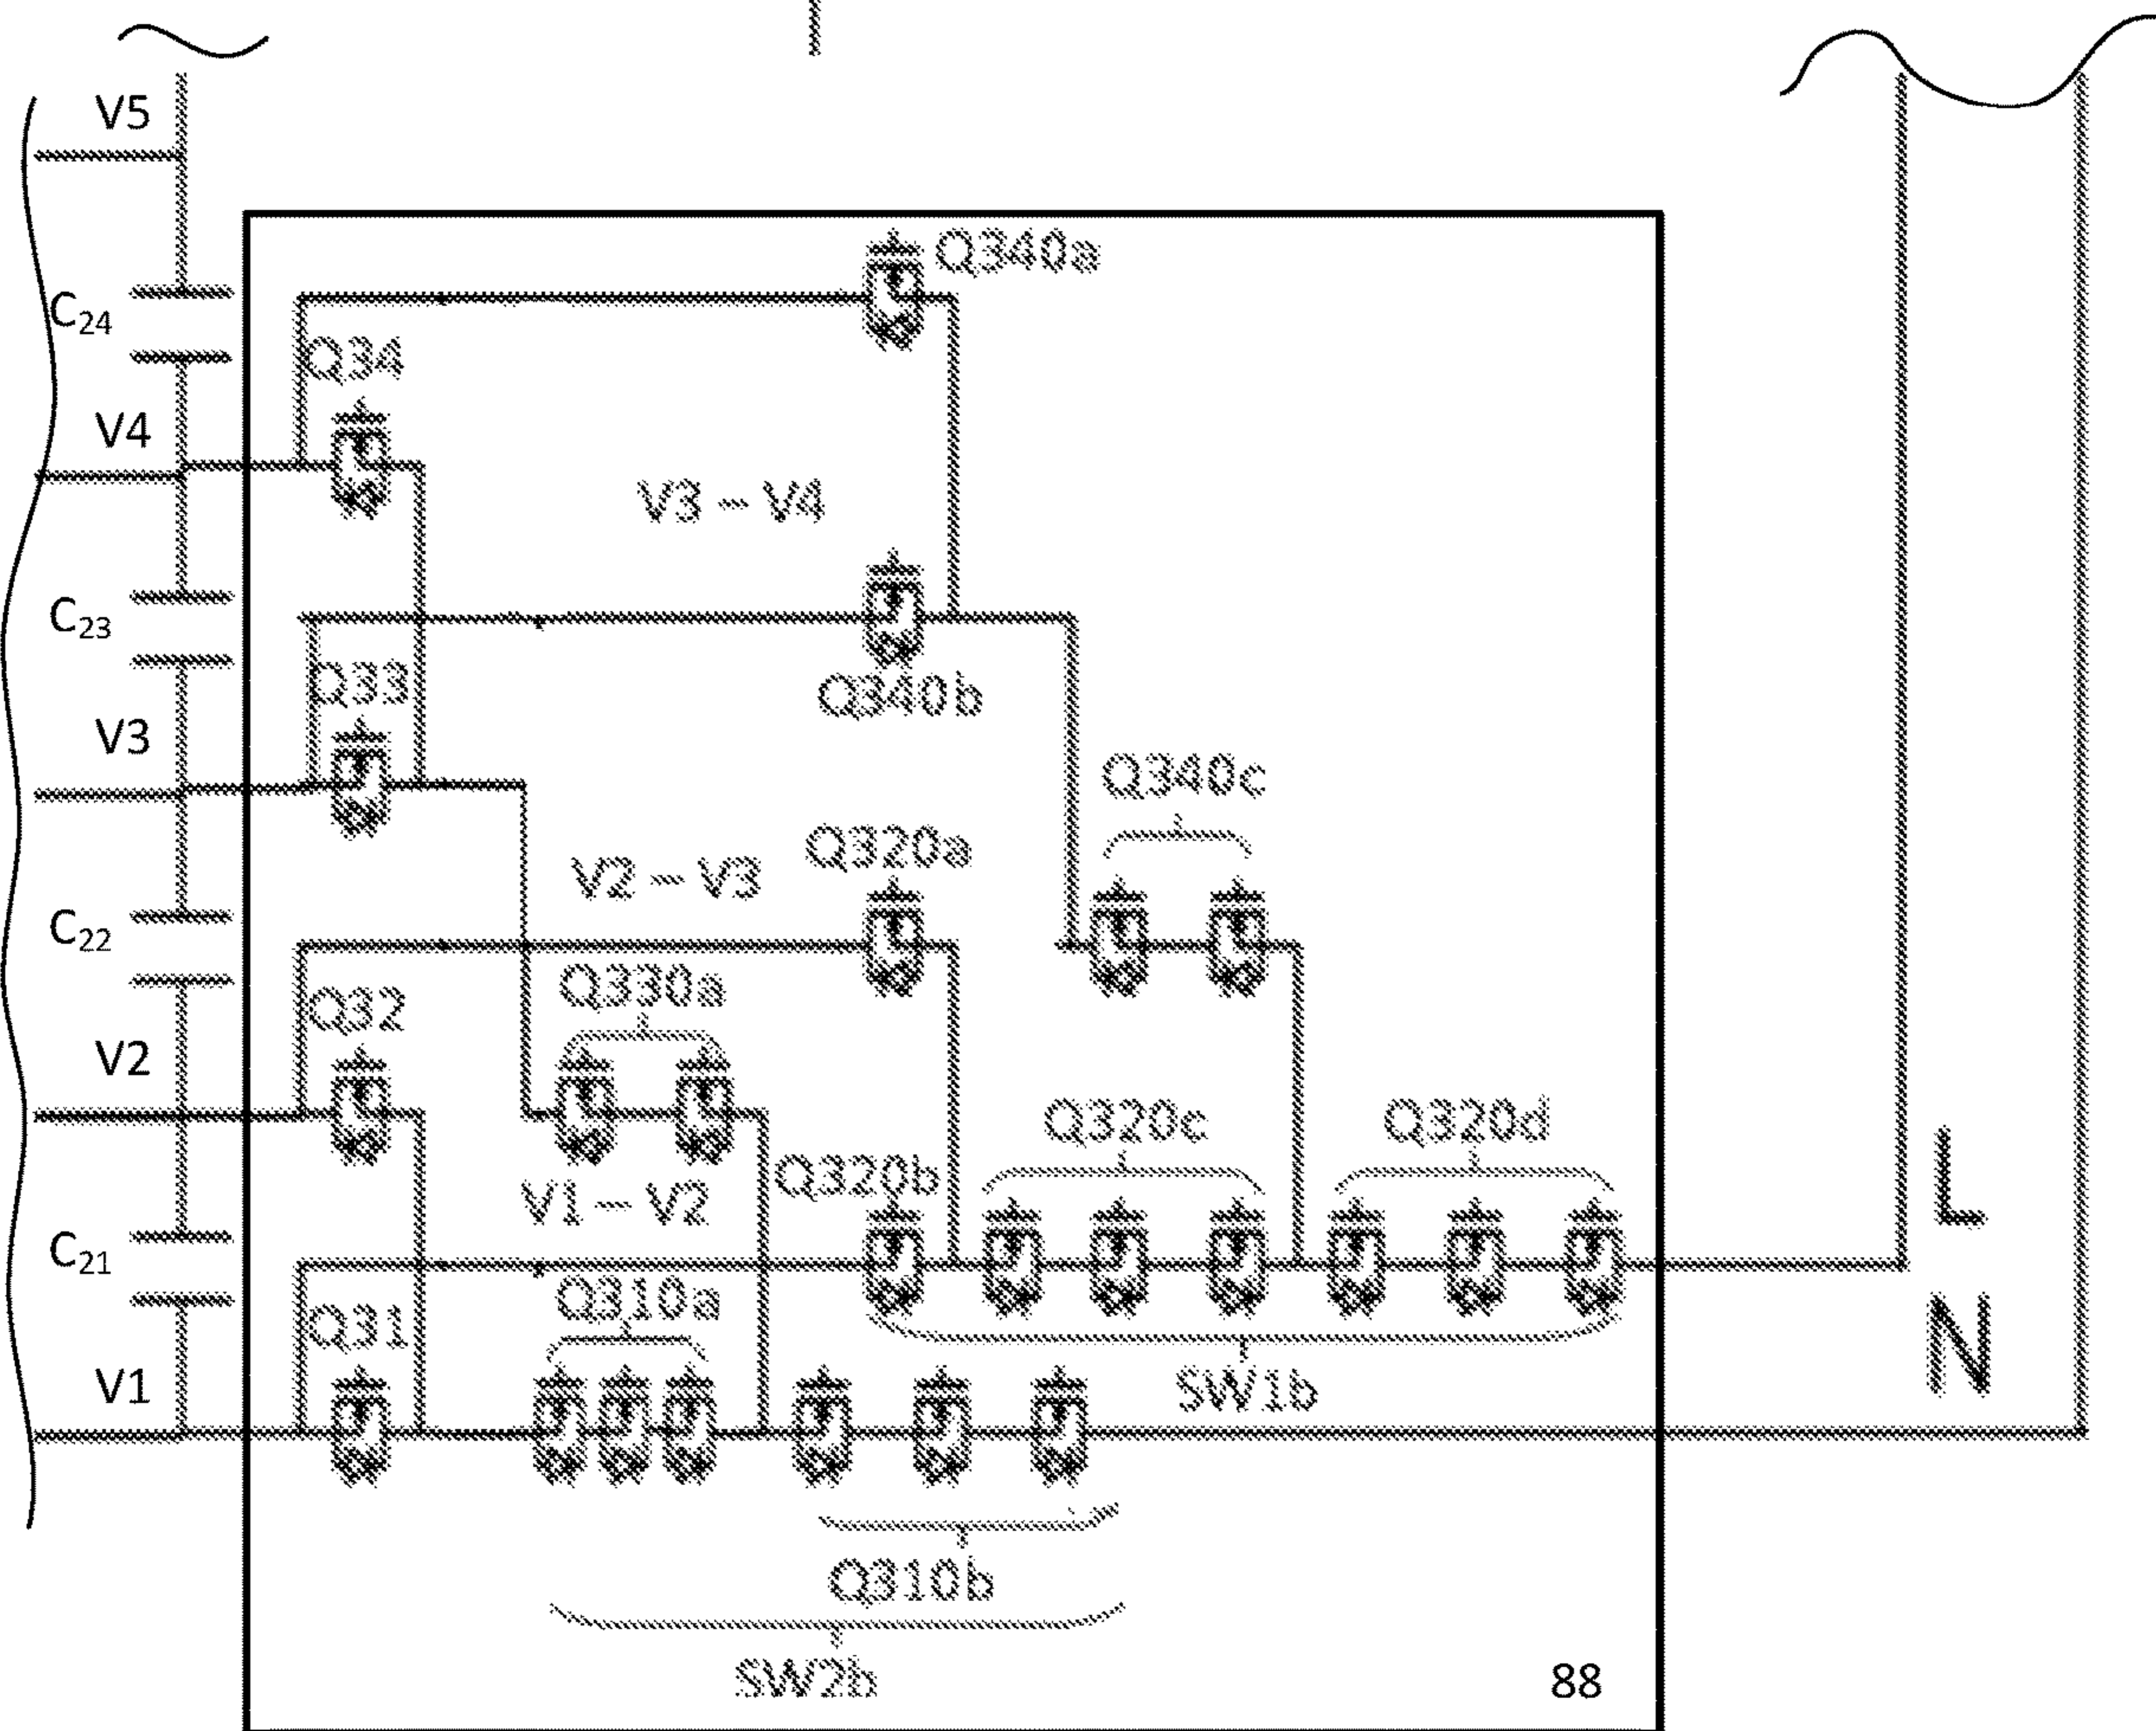 V5
Q340a
C24
Q34
V4
V3 – V4
C23
Q33
Q340b
V3
Q340c
Q320a
V2 – V3
C22
Q330a
Q32
V2
Q320c
Q320d
Q320b
V1 – V2
L
C21
Q310a
Q31
N
V1
SW1b
Q310b
SW2b
88